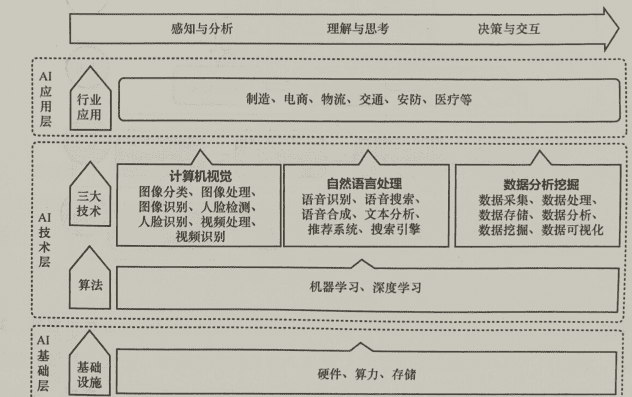 感知与分析
理解与思考
决策与交互
AI
应
用
层
行业
应用
制造、电商、物流、交通、安防、医疗等
AI
技
术
层
三大
技术
计算机视觉
图像分类、图像处理、
图像识别、人脸检测、
人脸识别、视频处理、
视频识别
自然语言处理
语音识别、语音搜索、
语音合成、文本分析、
推荐系统、搜索引擎
数据分析挖掘
数据采集、数据处理、
数据存储、数据分析、
数据挖掘、数据可视化
算法
机器学习、深度学习
AI
基
础
层
基础
设施
硬件、算力、存储